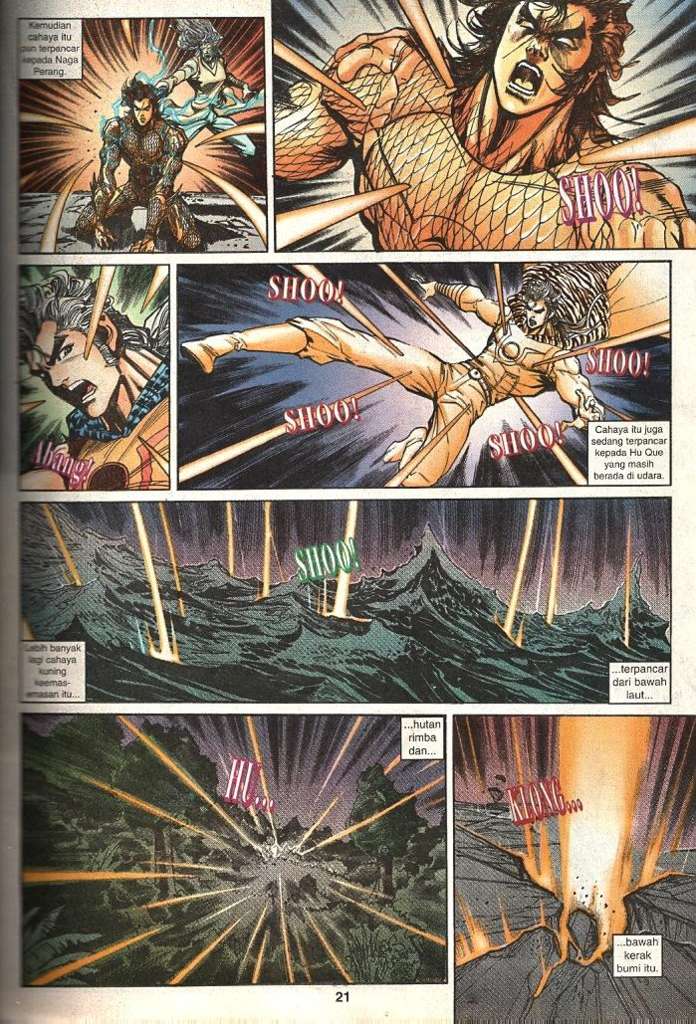 Kemudian
cahaya itu
pun terpancar
kepada Naga
Perang.
SHOO!
Abang!
SHOO!
SHOO!
SHOO!
SHOO!
Cahaya itu juga
sedang terpancar
kepada Hu Que
yang masih
berada di udara.
SHOO!
Lebih banyak
lagi cahaya
kuning
keemas-
emasan itu...
...terpancar
dari bawah
laut...
...hutan
rimba
dan...
HU...
KLONG...
...bawah
kerak
bumi itu.
21